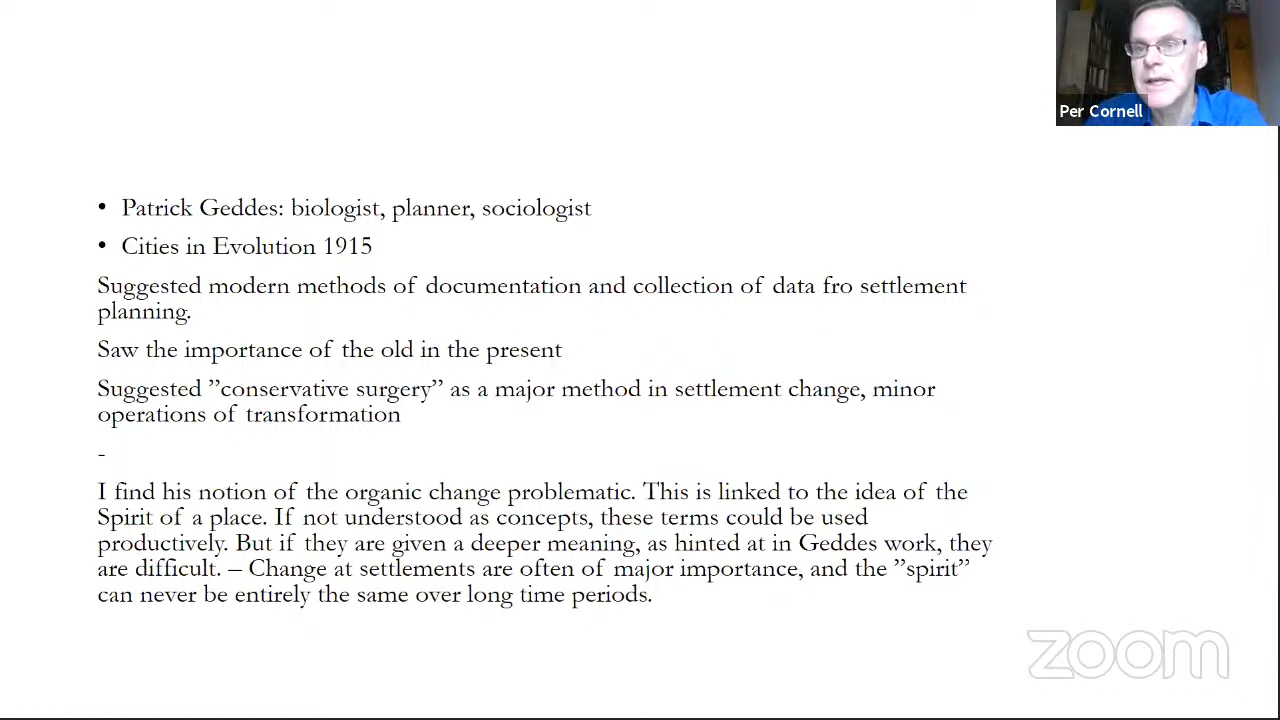 Per Cornell
• Patrick Geddes: biologist, planner, sociologist
• Cities in Evolution 1915
Suggested modern methods of documentation and collection of data fro settlement
planning.
Saw the importance of the old in the present
Suggested ”conservative surgery” as a major method in settlement change, minor
operations of transformation
-
I find his notion of the organic change problematic. This is linked to the idea of the
Spirit of a place. If not understood as concepts, these terms could be used
productively. But if they are given a deeper meaning, as hinted at in Geddes work, they
are difficult. – Change at settlements are often of major importance, and the ”spirit”
can never be entirely the same over long time periods.
zoom